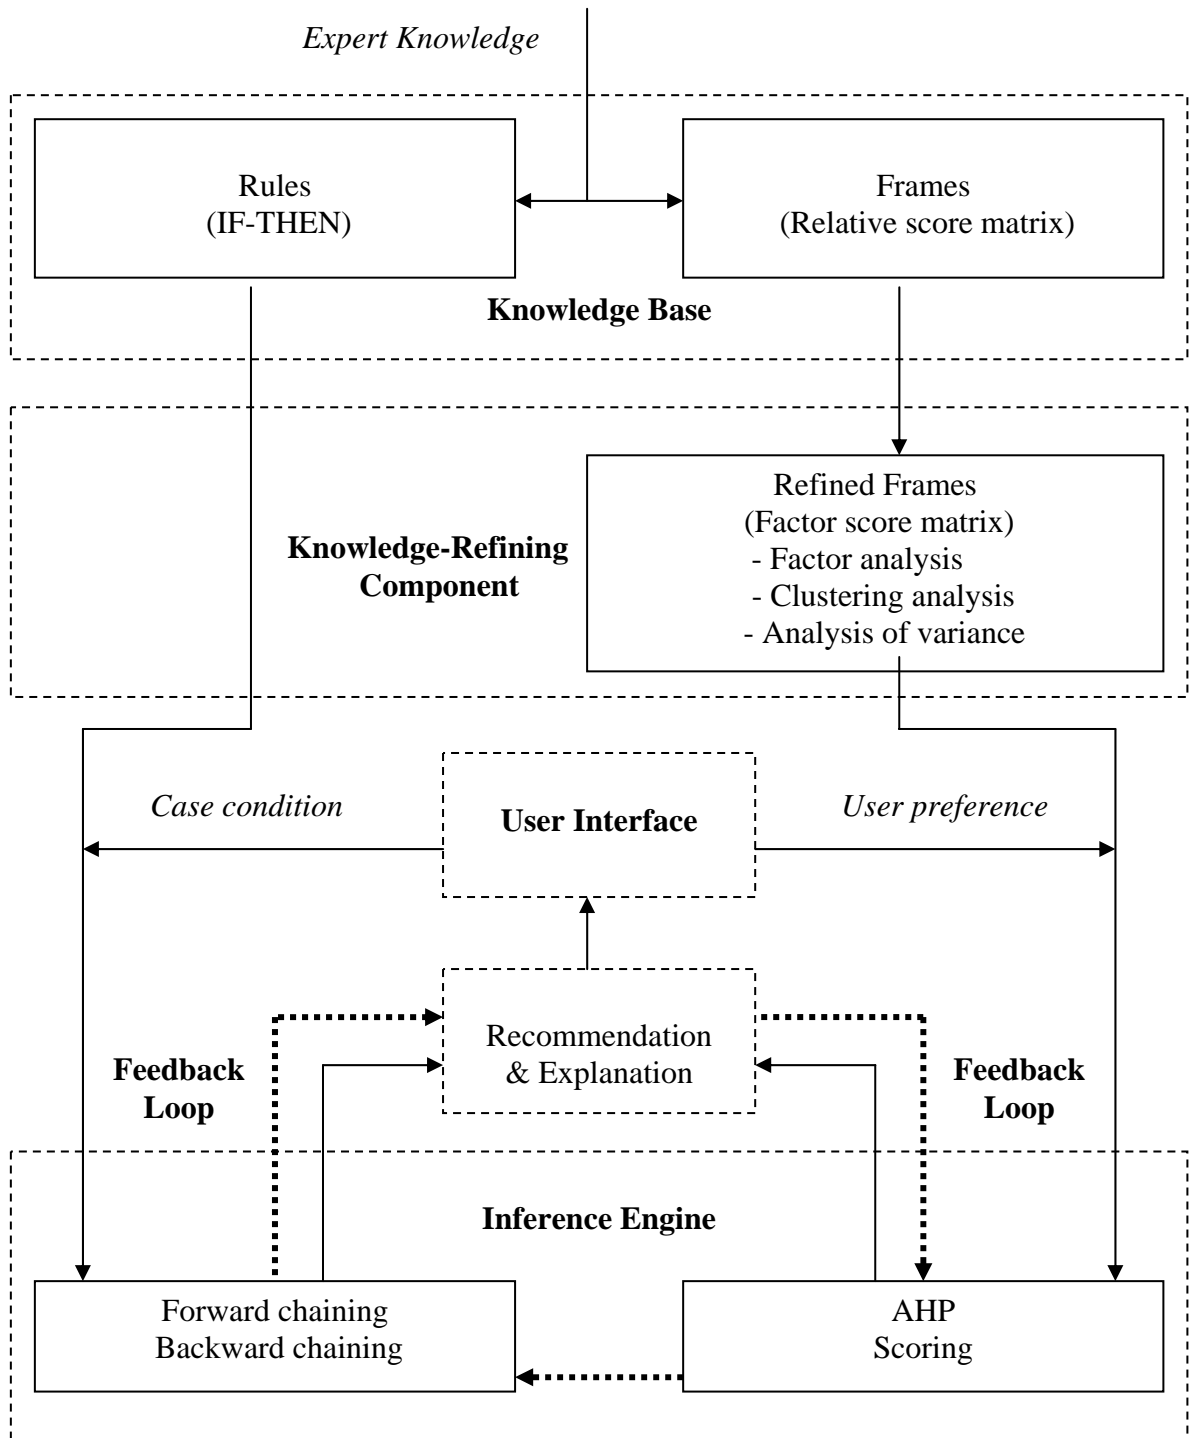 Expert Knowledge
Rules
(IF-THEN)
Frames
(Relative score matrix)
Knowledge Base
Refined Frames
(Factor score matrix)
- Factor analysis
- Clustering analysis
- Analysis of variance
Knowledge-Refining
Component
Case condition
User Interface
User preference
Recommendation
& Explanation
Feedback
Loop
Feedback
Loop
Inference Engine
Forward chaining
Backward chaining
AHP
Scoring